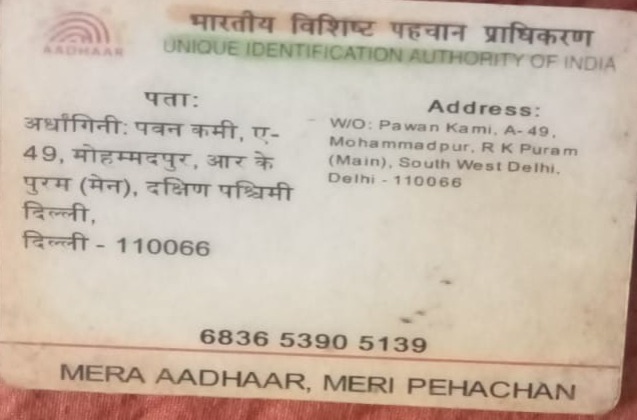 भारतीय विशिष्ट पहचान प्राधिकरण
AADHAAR
UNIQUE IDENTIFICATION AUTHORITY OF INDIA
पता:
अर्धांगिनी: पवन कमी, ए-
49, मोहम्मदपुर, आर के
पुरम (मेन), दक्षिण पश्चिमी
दिल्ली,
दिल्ली - 110066
Address:
W/O: Pawan Kami, A- 49,
Mohammadpur, R K Puram
(Main), South West Delhi,
Delhi - 110066
6836 5390 5139
MERA AADHAAR, MERI PEHACHAN